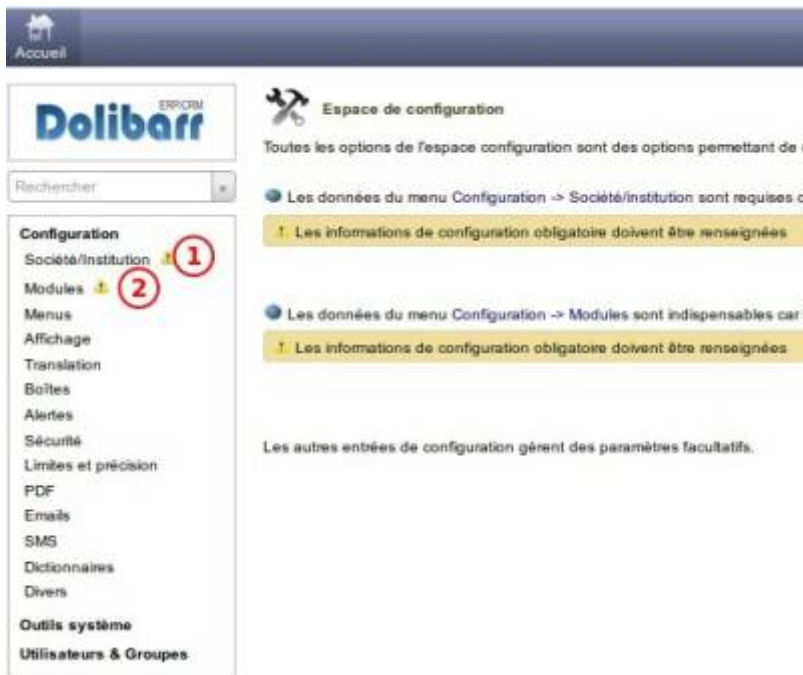 Accueil
ERP/CRM
Dolibarr
Rechercher
Configuration
Société/Institution
1
Modules
2
Menus
Affichage
Translation
Boîtes
Alertes
Sécurité
Limites et précision
PDF
Emails
SMS
Dictionnaires
Divers
Outils système
Utilisateurs & Groupes
Espace de configuration
Toutes les options de l'espace configuration sont des options permettant de
Les données du menu Configuration -> Société/institution sont requises
Les informations de configuration obligatoire doivent être renseignées
Les données du menu Configuration -> Modules sont indispensables car
Les informations de configuration obligatoire doivent être renseignées
Les autres entrées de configuration gèrent des paramètres facultatifs.